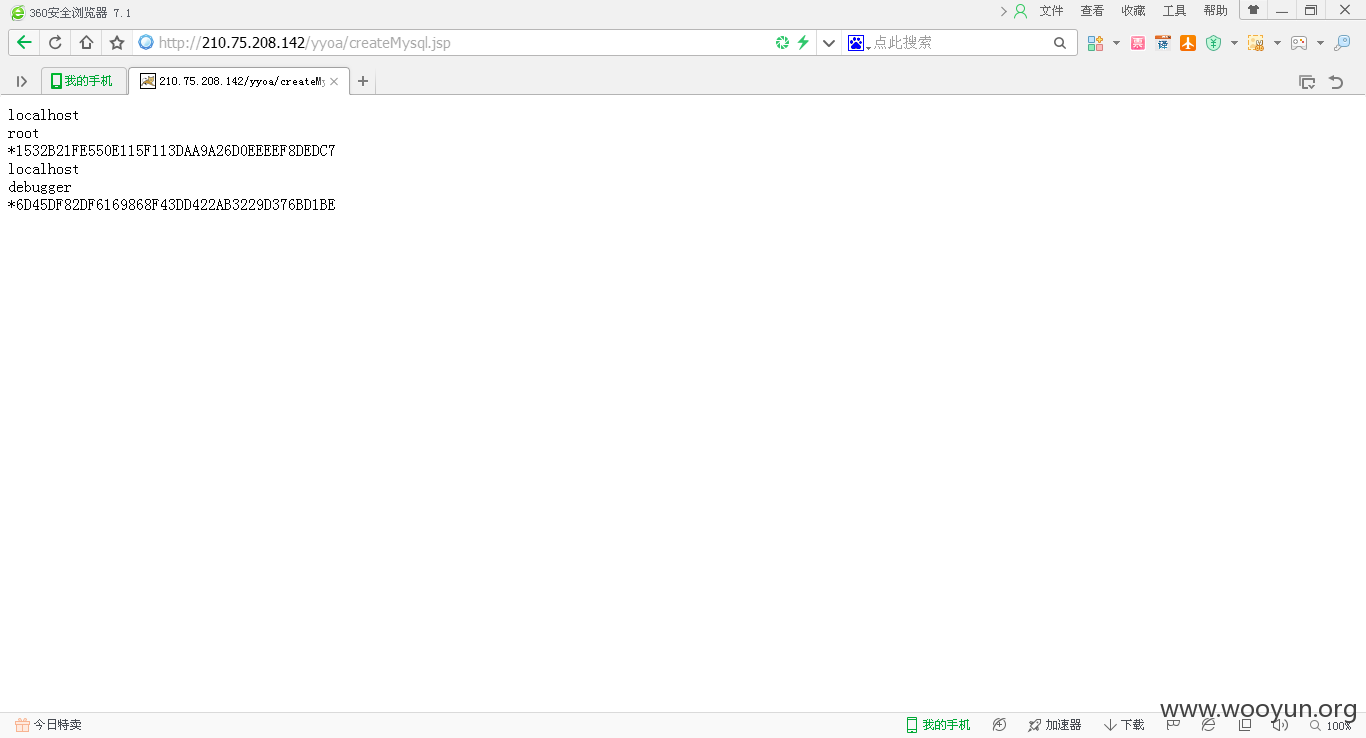 360安全浏览器 7.1
文件 查看 收藏 工具 帮助
http://210.75.208.142/yyoa/createMysql.jsp
点此搜索
我的手机
210.75.208.142/yyoa/createMy
localhost
root
*1532B21FE550E115F113DAA9A26D0EEEEF8DEDC7
localhost
debugger
*6D45DF82DF6169868F43DD422AB3229D376BD1BE
www.wooyun.org
今日特卖
我的手机
加速器
下载
100%